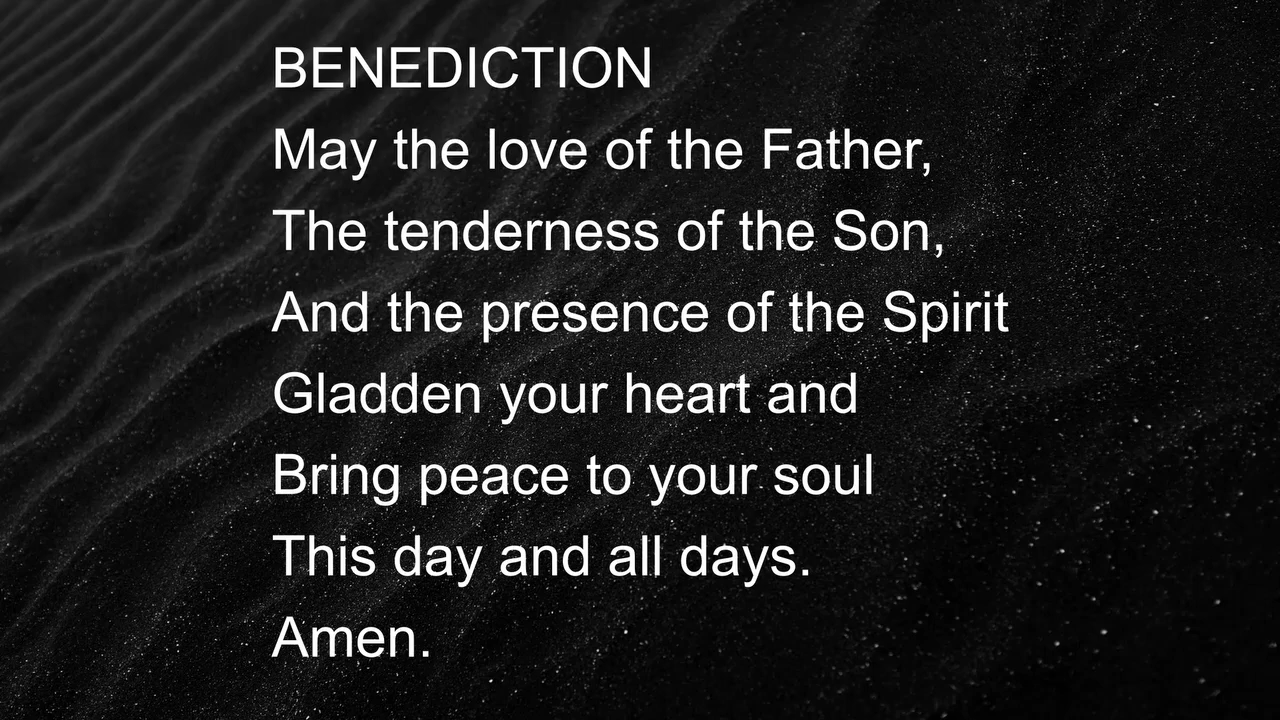 BENEDICTION
May the love of the Father,
The tenderness of the Son,
And the presence of the Spirit
Gladden your heart and
Bring peace to your soul
This day and all days.
Amen.